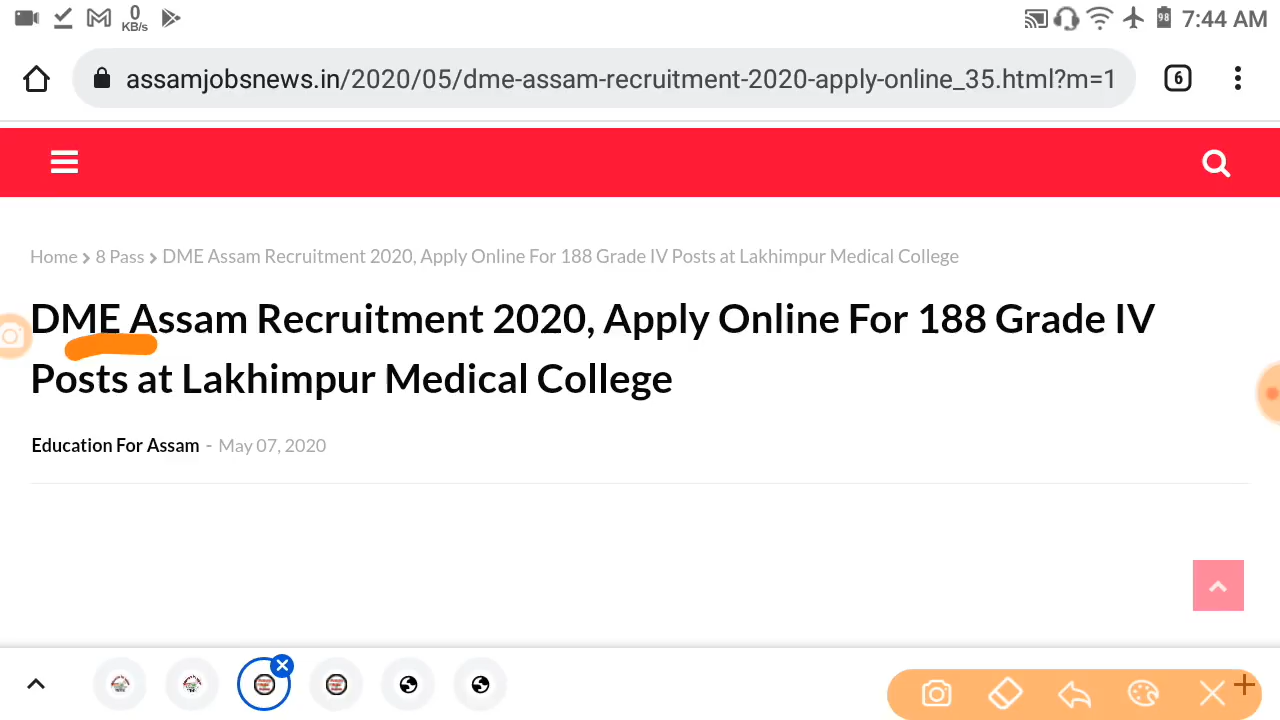 0
KB/s
98
7:44 AM
assamjobsnews.in/2020/05/dme-assam-recruitment-2020-apply-online_35.html?m=1
6
Home > 8 Pass > DME Assam Recruitment 2020, Apply Online For 188 Grade IV Posts at Lakhimpur Medical College
DME Assam Recruitment 2020, Apply Online For 188 Grade IV
Posts at Lakhimpur Medical College
Education For Assam - May 07, 2020